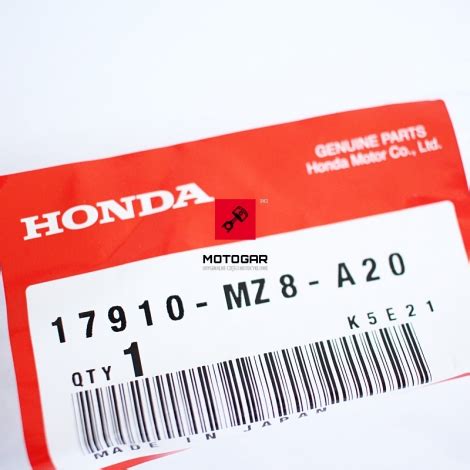 GENUINE PARTS
Honda Motor Co., Ltd.
HONDA
MOTOGAR
17910-MZ8-A20
K5E21
QTY 1
MADE IN JAPAN